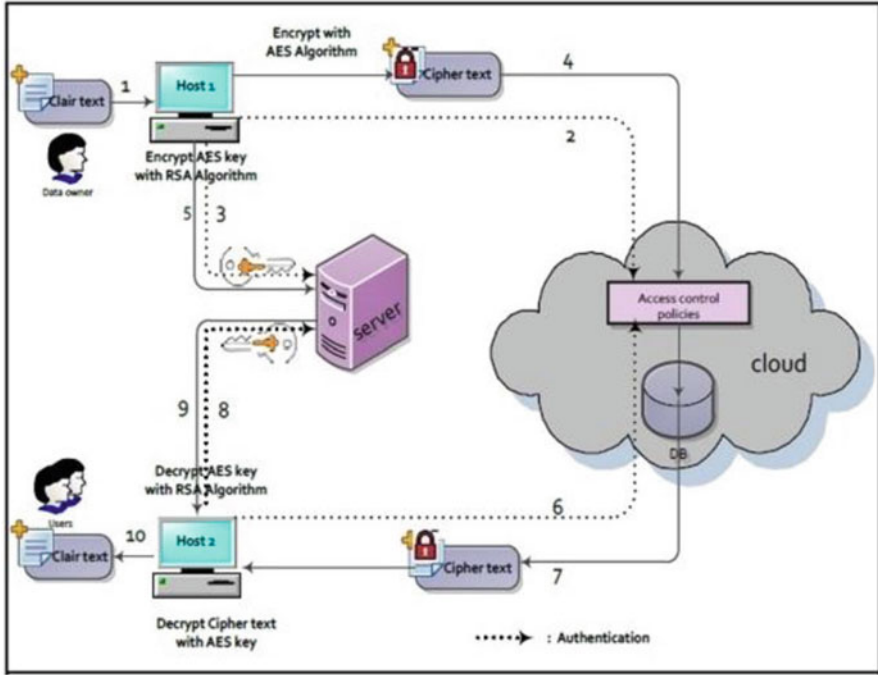 Encrypt with
AES Algorithm
Cipher text
4
Clair text
1
Host 1
2
Data owner
Encrypt AES key
with RSA Algorithm
5
3
server
Access control
policies
cloud
DB
9
8
Decrypt AES key
with RSA Algorithm
Users
6
Clair text
10
Host 2
Cipher text
7
Decrypt Cipher text
with AES key
: Authentication